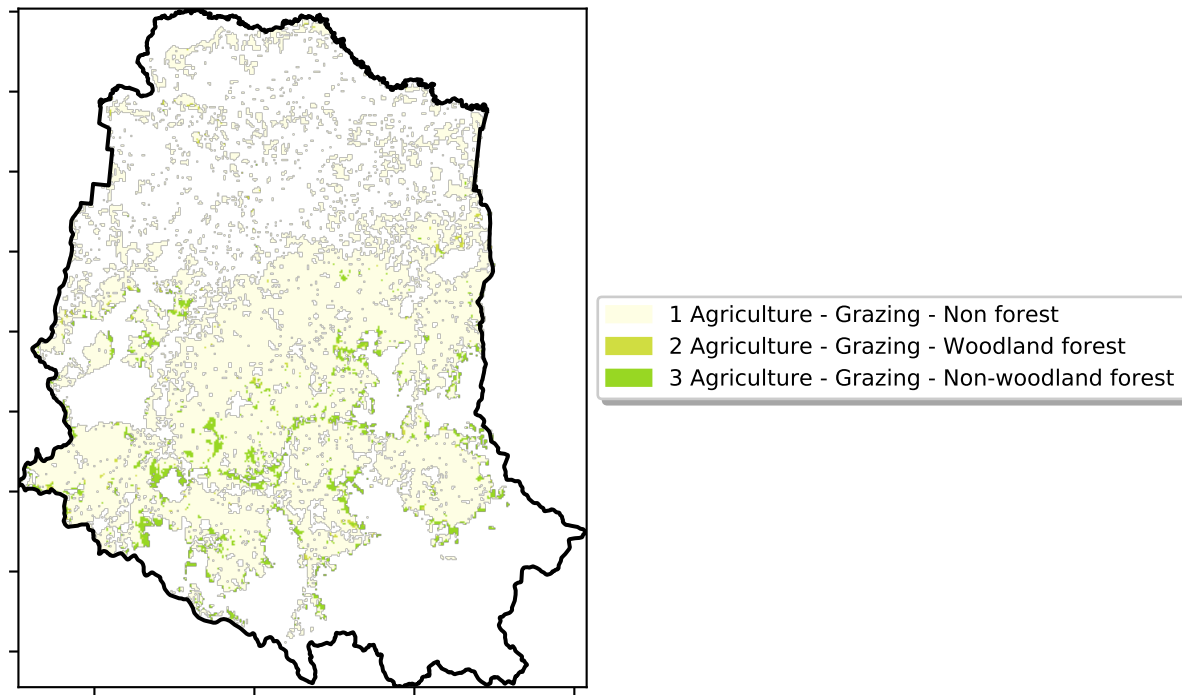 1 Agriculture - Grazing - Non forest
2 Agriculture - Grazing - Woodland forest
3 Agriculture - Grazing - Non-woodland forest